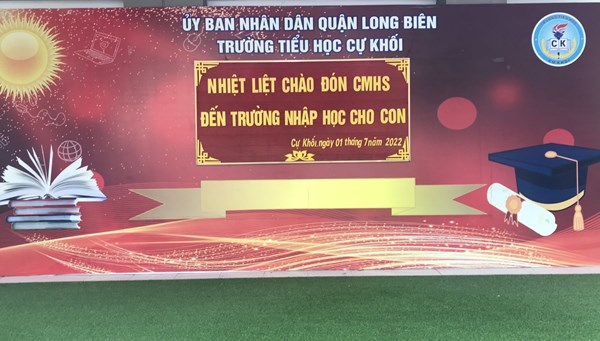 ỦY BAN NHÂN DÂN QUẬN LONG BIÊN
TRƯỜNG TIỂU HỌC CỰ KHỐI
NHIỆT LIỆT CHÀO ĐÓN CMHS
ĐẾN TRƯỜNG NHẬP HỌC CHO CON
Cự Khối, ngày 01 tháng 7 năm 2022
CK